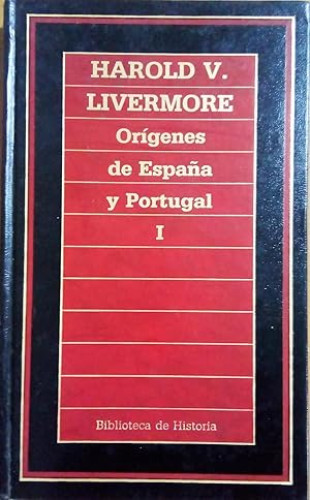 HAROLD V.
LIVERMORE
Orígenes
de España
y Portugal
I
Biblioteca de Historia